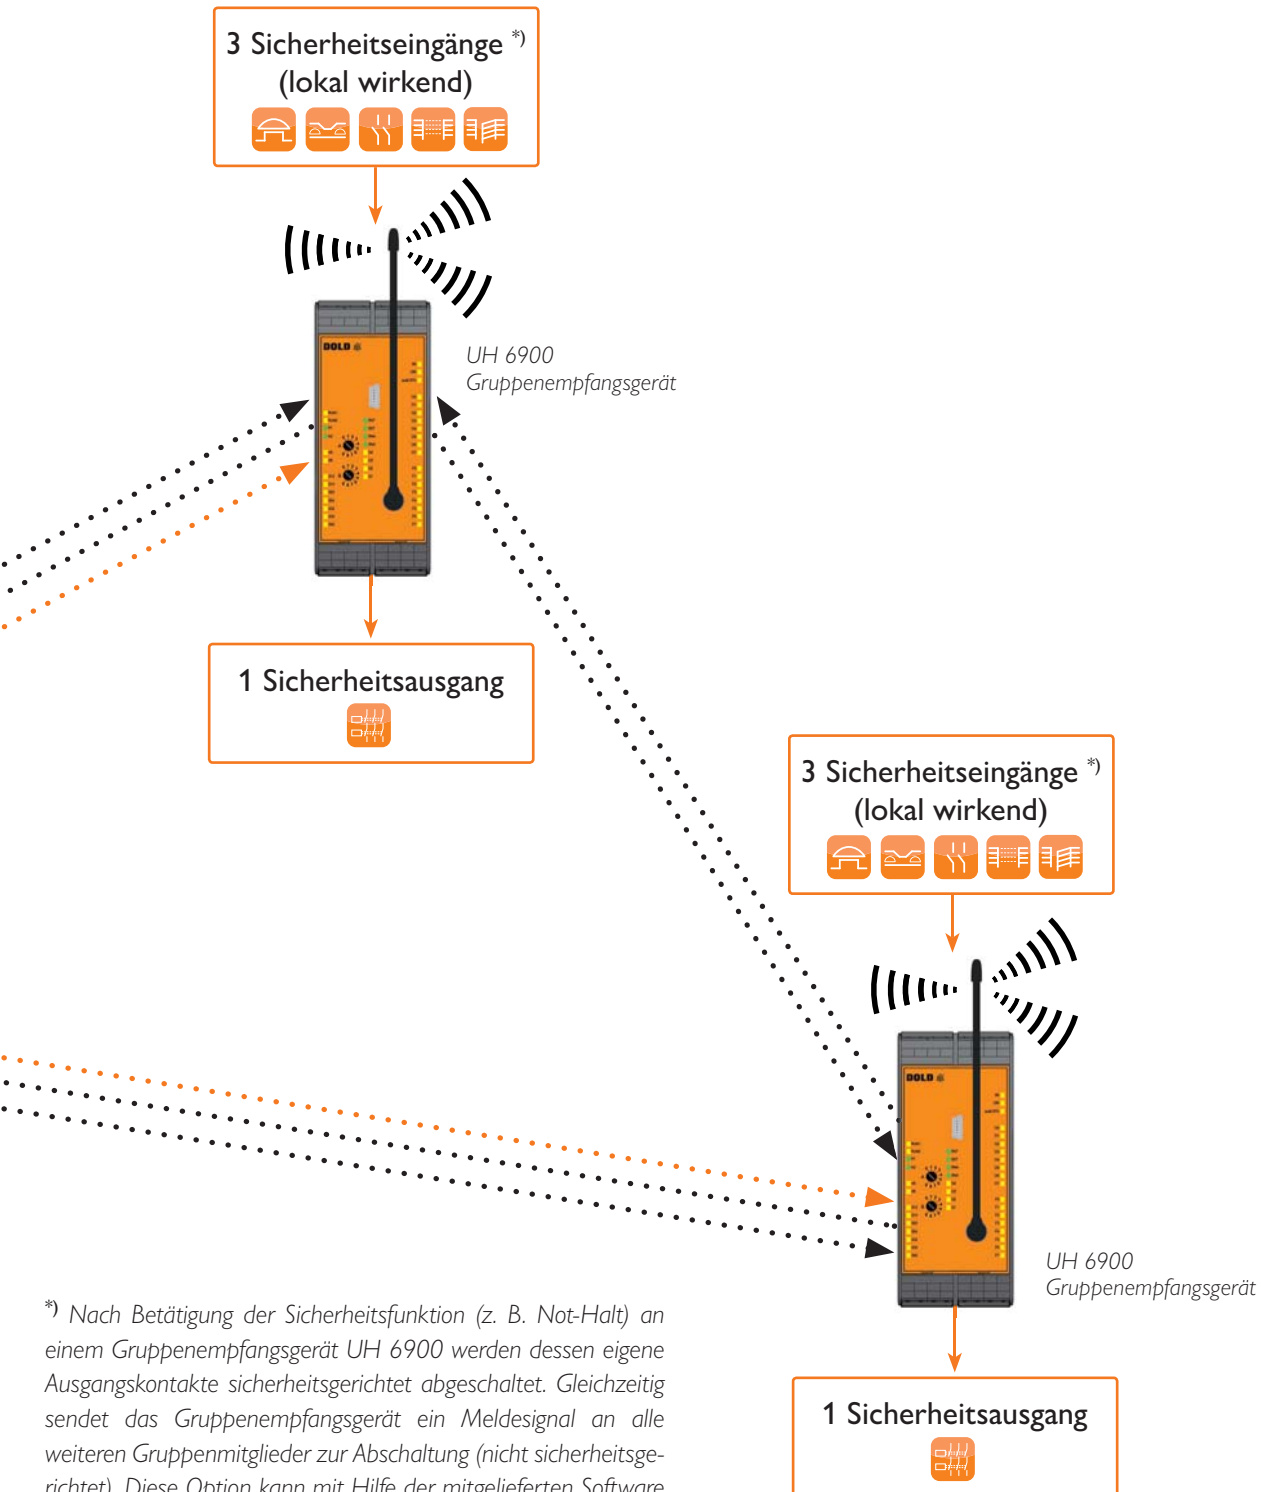 3 Sicherheitseingänge *)
(lokal wirkend)
DOLD
UH 6900
Gruppenempfangsgerät
1 Sicherheitsausgang
3 Sicherheitseingänge *)
(lokal wirkend)
DOLD
UH 6900
Gruppenempfangsgerät
1 Sicherheitsausgang
*) Nach Betätigung der Sicherheitsfunktion (z. B. Not-Halt) an
einem Gruppenempfangsgerät UH 6900 werden dessen eigene
Ausgangskontakte sicherheitsgerichtet abgeschaltet. Gleichzeitig
sendet das Gruppenempfangsgerät ein Meldesignal an alle
weiteren Gruppenmitglieder zur Abschaltung (nicht sicherheitsge-
richtet). Diese Option kann mit Hilfe der mitgelieferten Software